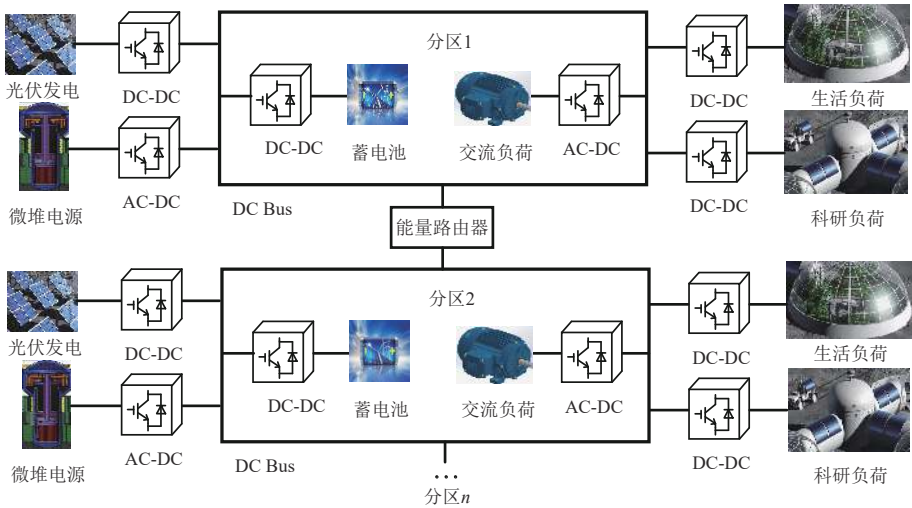 分区1
光伏发电
DC-DC
DC-DC
生活负荷
DC-DC
蓄电池
交流负荷
AC-DC
微堆电源
AC-DC
DC Bus
DC-DC
科研负荷
能量路由器
分区2
光伏发电
DC-DC
DC-DC
生活负荷
DC-DC
蓄电池
交流负荷
AC-DC
微堆电源
AC-DC
DC Bus
DC-DC
科研负荷
···
分区n